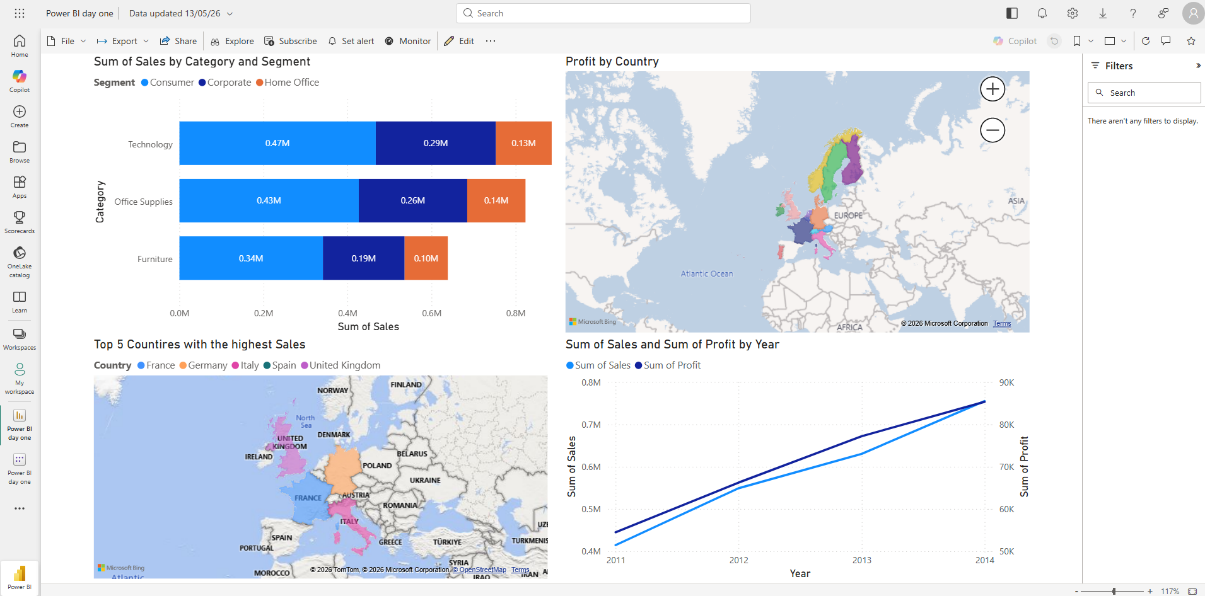 Power BI day one
Data updated 13/05/26
Search
File
Export
Share
Explore
Subscribe
Set alert
Monitor
Edit
Copilot
Home
Copilot
Create
Browse
Apps
Scorecards
OneLake
catalog
Learn
Workspaces
My
workspace
Power BI
day one
Power BI
day one
Power BI
Sum of Sales by Category and Segment
Segment Consumer Corporate Home Office
Category
Technology 0.47M 0.29M 0.13M
Office Supplies 0.43M 0.26M 0.14M
Furniture 0.34M 0.19M 0.10M
0.0M 0.2M 0.4M 0.6M 0.8M
Sum of Sales
Profit by Country
ASIA
EUROPE
Atlantic Ocean
AFRICA
Microsoft Bing
© 2026 Microsoft Corporation Terms
Top 5 Countires with the highest Sales
Country France Germany Italy Spain United Kingdom
FINLAND
NORWAY
North
Sea
DENMARK
UNITED
KINGDOM
IRELAND
BELARUS
POLAND
UKRAINE
FRANCE
AUSTRIA
ROMANIA
ITALY
SPAIN
GREECE
TÜRKIYE
UZ
TURKMENIS
PORTUGAL
SYRIA
MOROCCO
IRAQ
Microsoft Bing
© 2026 TomTom, © 2026 Microsoft Corporation, © OpenStreetMap Terms
Atlantic
Sum of Sales and Sum of Profit by Year
Sum of Sales Sum of Profit
Sum of Sales
0.8M
0.7M
0.6M
0.5M
0.4M
90K
80K
70K
60K
50K
Sum of Profit
2011 2012 2013 2014
Year
Filters
Search
There aren't any filters to display.
- + 117%